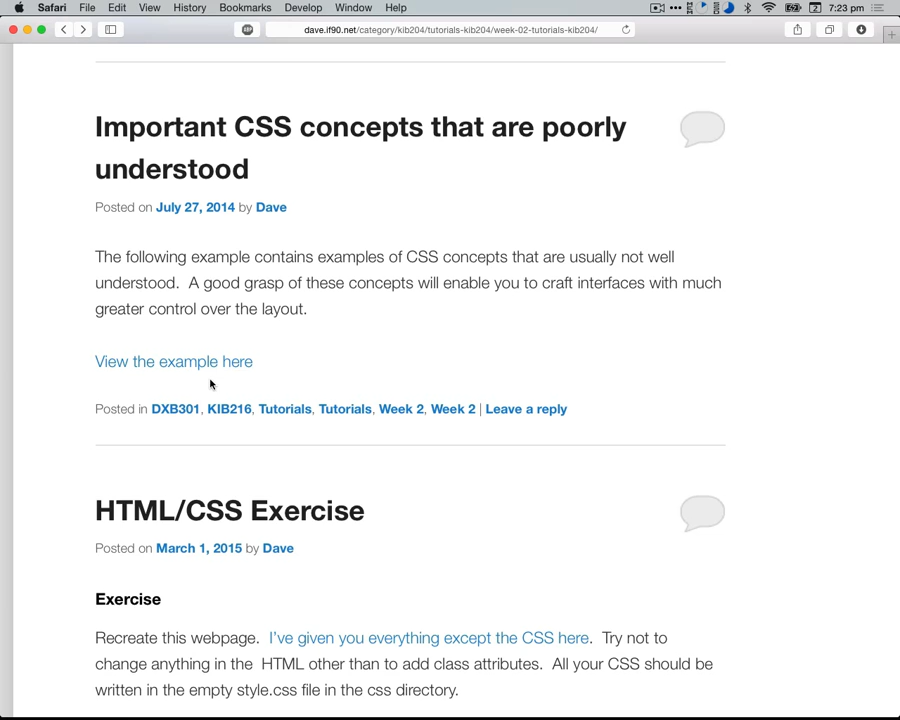 Safari File Edit View History Bookmarks Develop Window Help 7:23 pm
dave.if90.net/category/kib204/tutorials-kib204/week-02-tutorials-kib204/
Important CSS concepts that are poorly
understood
Posted on July 27, 2014 by Dave
The following example contains examples of CSS concepts that are usually not well
understood. A good grasp of these concepts will enable you to craft interfaces with much
greater control over the layout.
View the example here
Posted in DXB301, KIB216, Tutorials, Tutorials, Week 2, Week 2 | Leave a reply
HTML/CSS Exercise
Posted on March 1, 2015 by Dave
Exercise
Recreate this webpage. I've given you everything except the CSS here. Try not to
change anything in the HTML other than to add class attributes. All your CSS should be
written in the empty style.css file in the css directory.